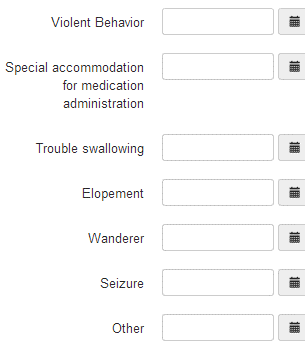 Violent Behavior
Special accommodation
for medication
administration
Trouble swallowing
Elopement
Wanderer
Seizure
Other